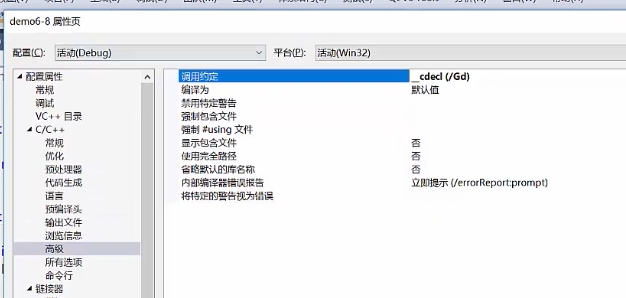 demo6-8 属性页
配置(C): 活动(Debug) 平台(P): 活动(Win32)
配置属性
常规
调试
VC++ 目录
C/C++
常规
优化
预处理器
代码生成
语言
预编译头
输出文件
浏览信息
高级
所有选项
命令行
链接器
调用约定 __cdecl (/Gd)
编译为 默认值
禁用特定警告
强制包含文件
强制 #using 文件
显示包含文件 否
使用完全路径 否
省略默认的库名称 否
内部编译器错误报告 立即提示 (/errorReport:prompt)
将特定的警告视为错误